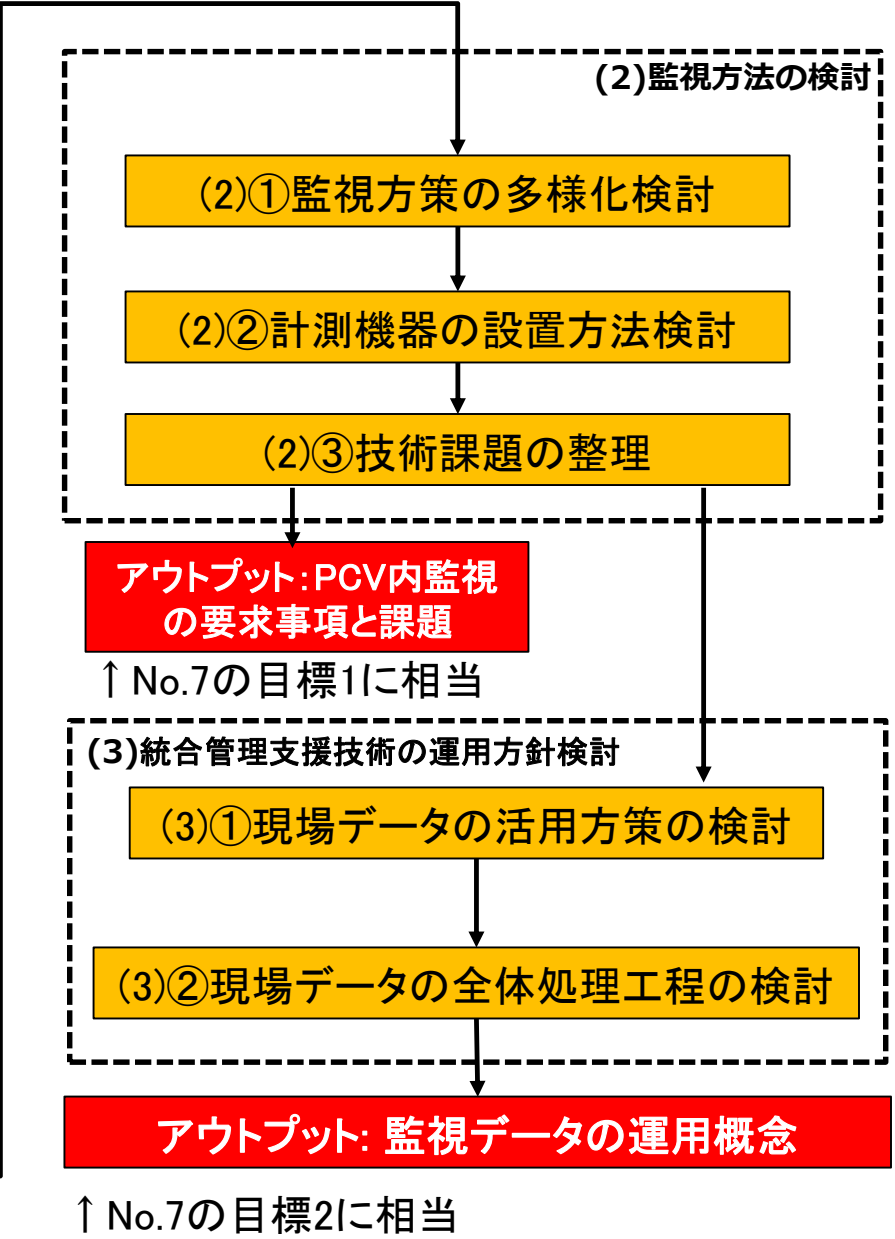 (2)監視方法の検討
(2)①監視方策の多様化検討
(2)②計測機器の設置方法検討
(2)③技術課題の整理
アウトプット：PCV内監視
の要求事項と課題
↑No.7の目標1に相当
(3)統合管理支援技術の運用方針検討
(3)①現場データの活用方策の検討
(3)②現場データの全体処理工程の検討
アウトプット: 監視データの運用概念
↑No.7の目標2に相当